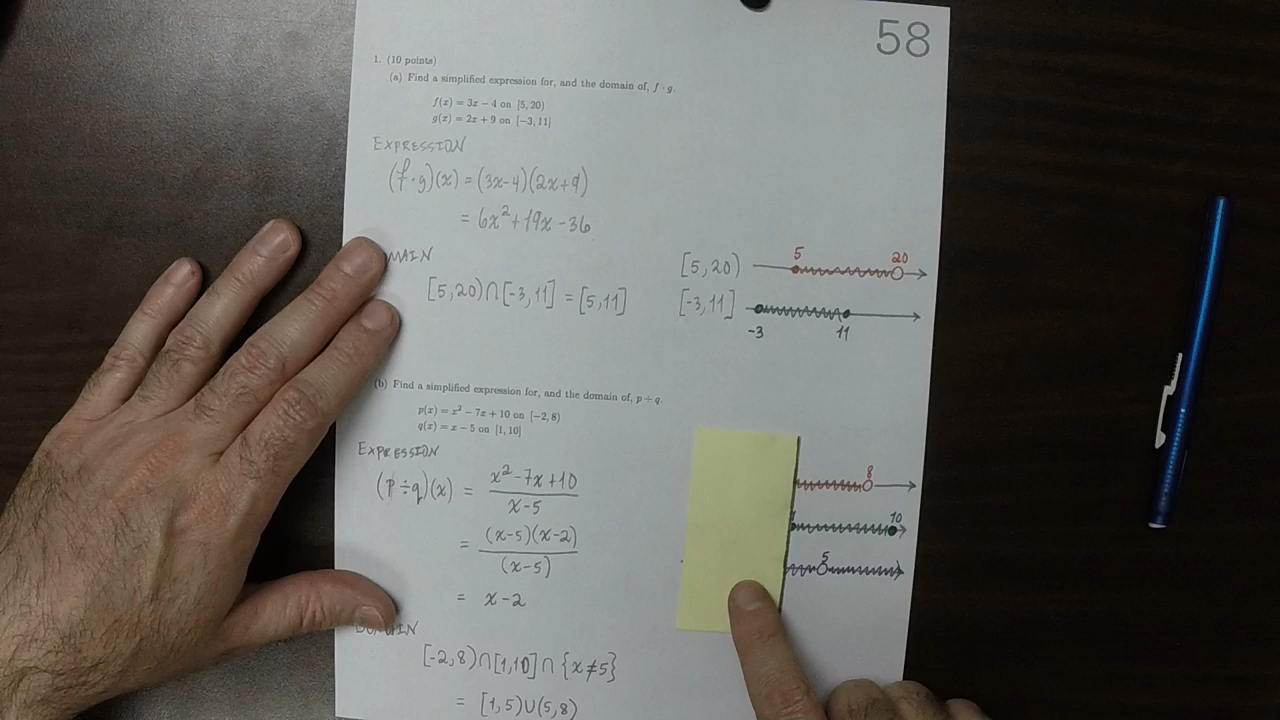 58
1. (10 points)
(a) Find a simplified expression for, and the domain of, f · g.
f(x) = 3x − 4 on [5, 20)
g(x) = 2x + 9 on [−3, 11]
EXPRESSION
(f·g)(x) = (3x-4)(2x+9)
= 6x²+19x-36
MAIN
[5,20)∩[-3,11] = [5,11]
[5,20)
5
20
[-3,11]
-3
11
(b) Find a simplified expression for, and the domain of, p ÷ q.
p(x) = x² − 7x + 10 on [−2, 8)
q(x) = x − 5 on [1, 10]
EXPRESSION
(p÷q)(x) = \frac{x²-7x+10}{x-5}
= \frac{(x-5)(x-2)}{(x-5)}
= x-2
8
10
5
DOMAIN
[-2,8)∩[1,10]∩{x≠5}
= [1,5)∪(5,8)